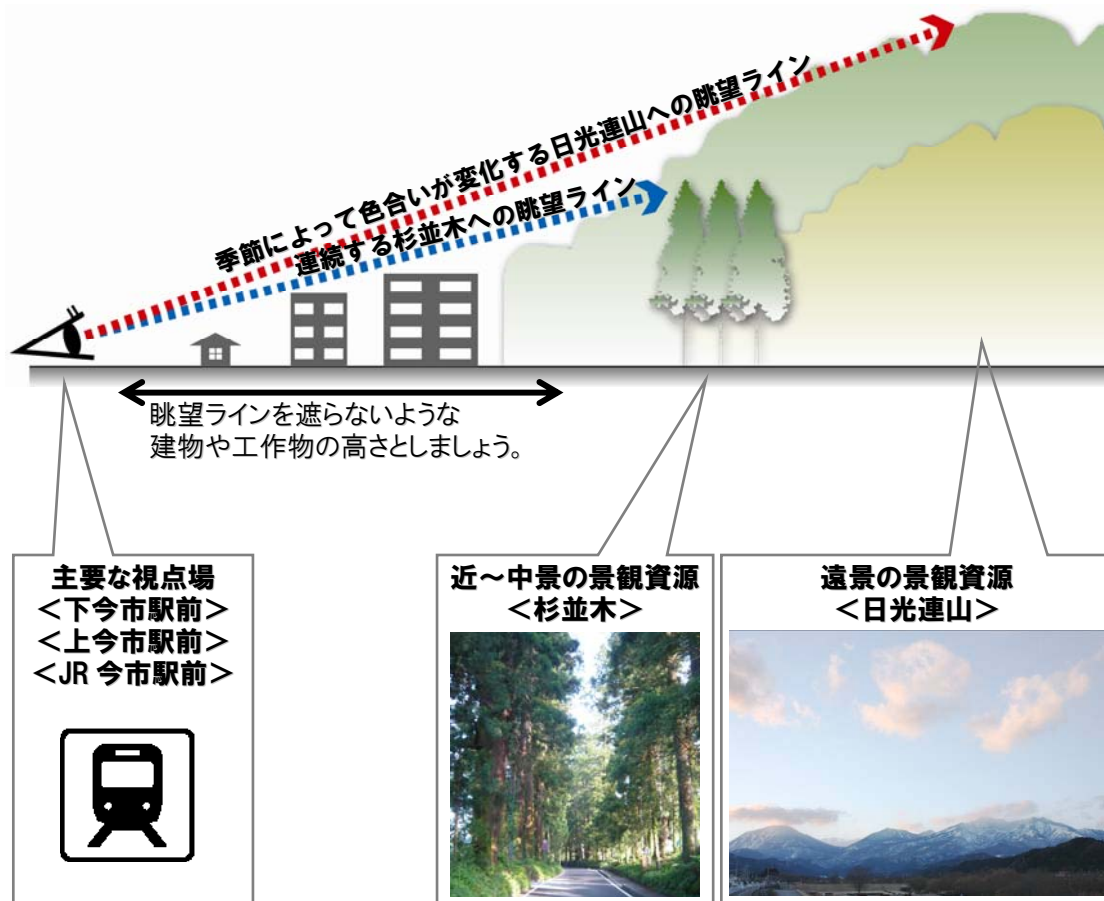 季節によって色合いが変化する日光連山への眺望ライン
連続する杉並木への眺望ライン
眺望ラインを遮らないような
建物や工作物の高さとしましょう。
主要な視点場
＜下今市駅前＞
＜上今市駅前＞
＜JR 今市駅前＞
近～中景の景観資源
＜杉並木＞
遠景の景観資源
＜日光連山＞